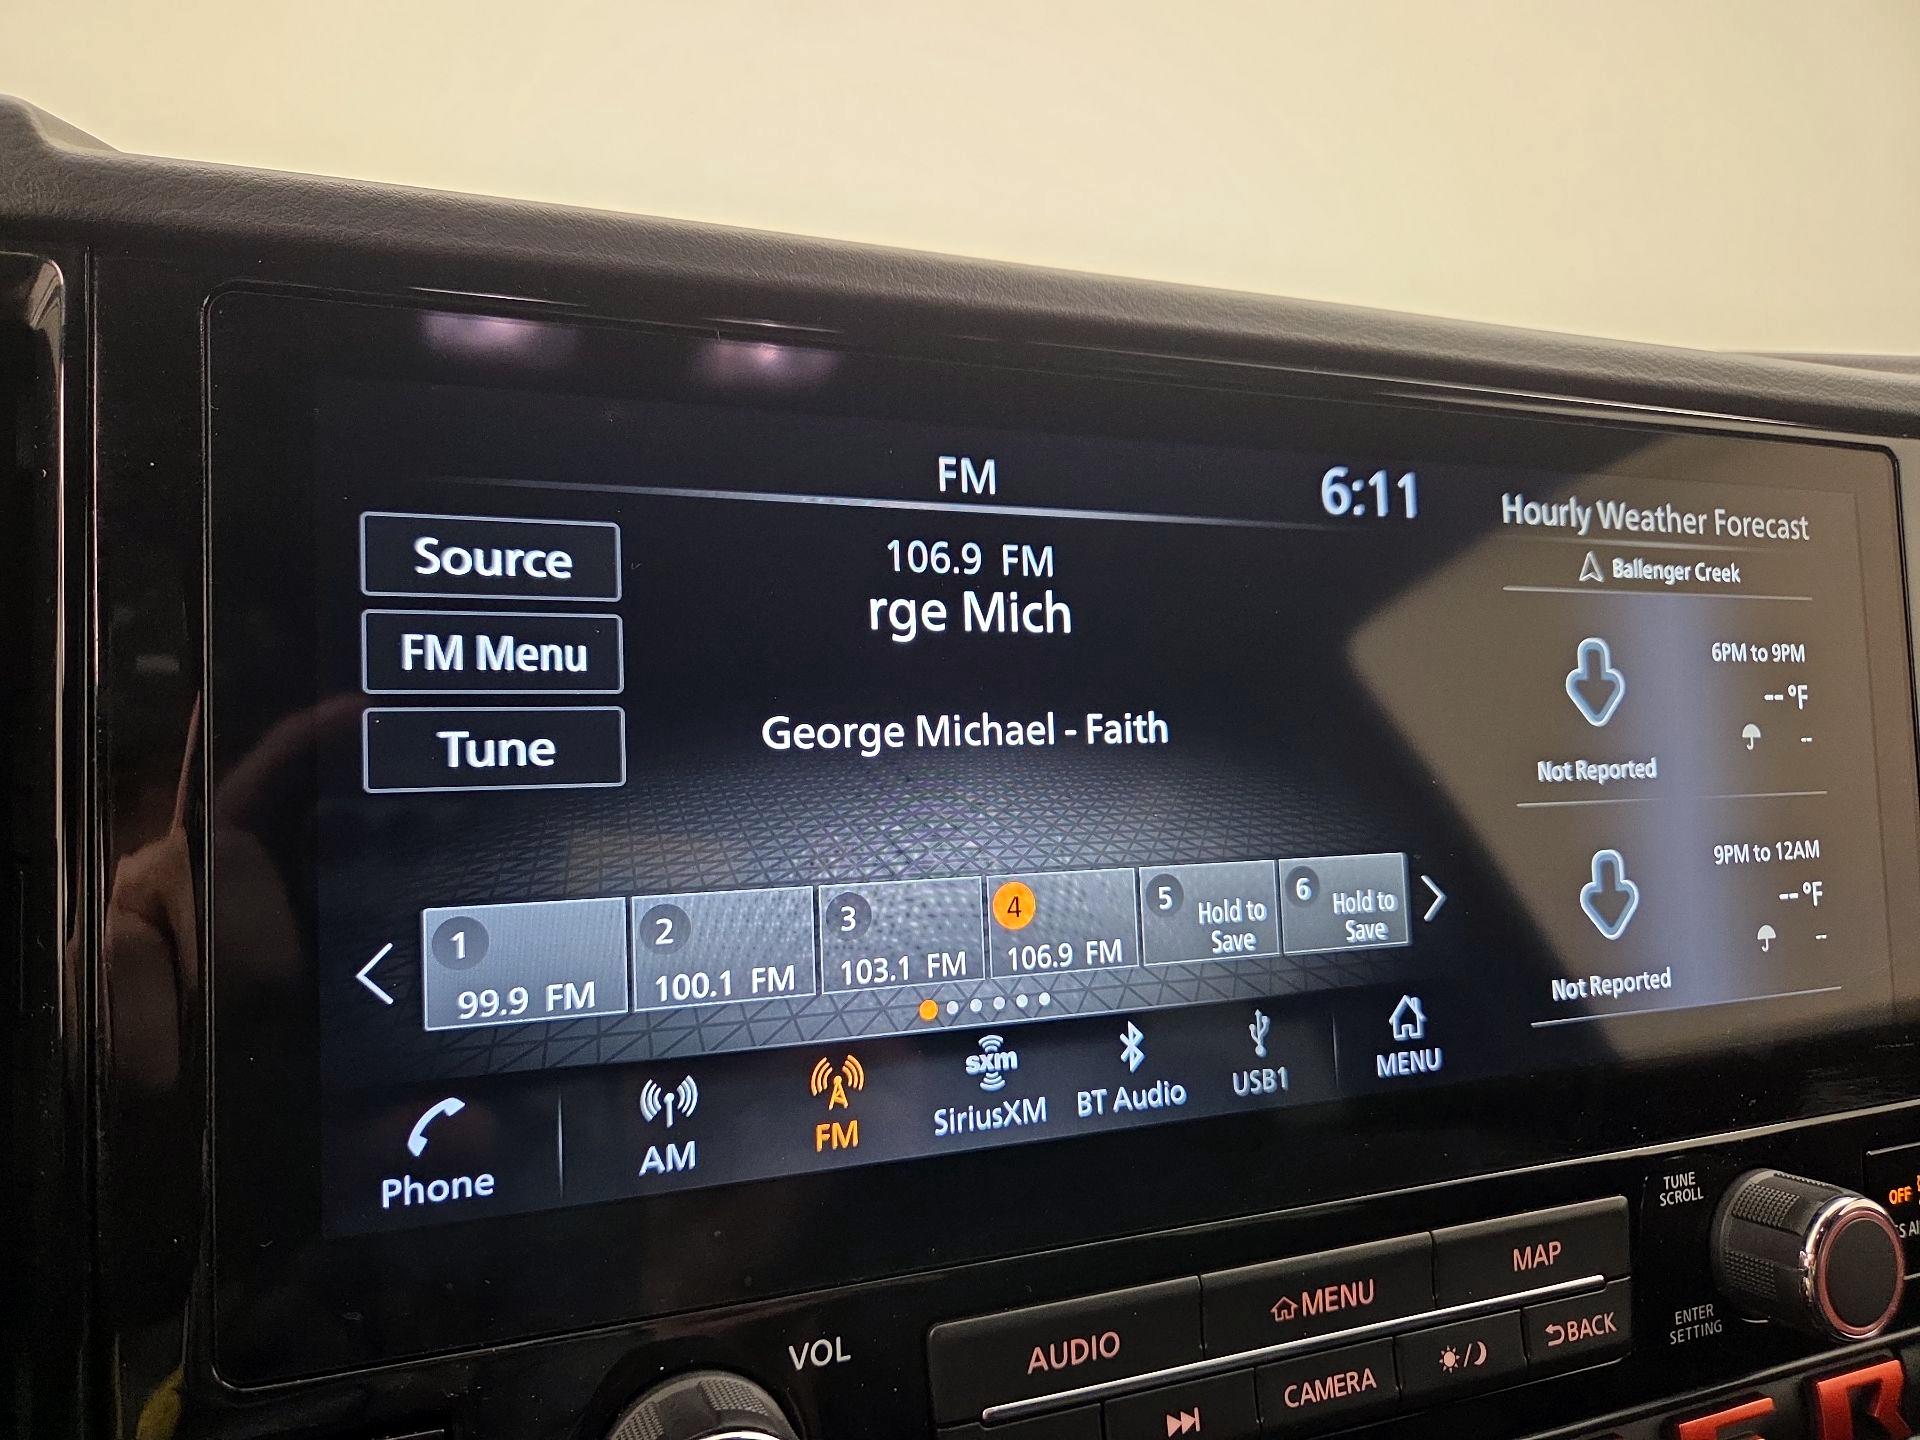 FM
6:11
Source
FM Menu
Tune
106.9 FM
rge Mich
George Michael - Faith
1
99.9 FM
2
100.1 FM
3
103.1 FM
4
106.9 FM
5
Hold to
Save
6
Hold to
Save
Phone
AM
FM
sxm
SiriusXM
BT Audio
USB1
MENU
Hourly Weather Forecast
Ballenger Creek
6PM to 9PM
-- °F
--
Not Reported
9PM to 12AM
-- °F
--
Not Reported
VOL
AUDIO
MENU
MAP
CAMERA
BACK
TUNE
SCROLL
ENTER
SETTING
OFF